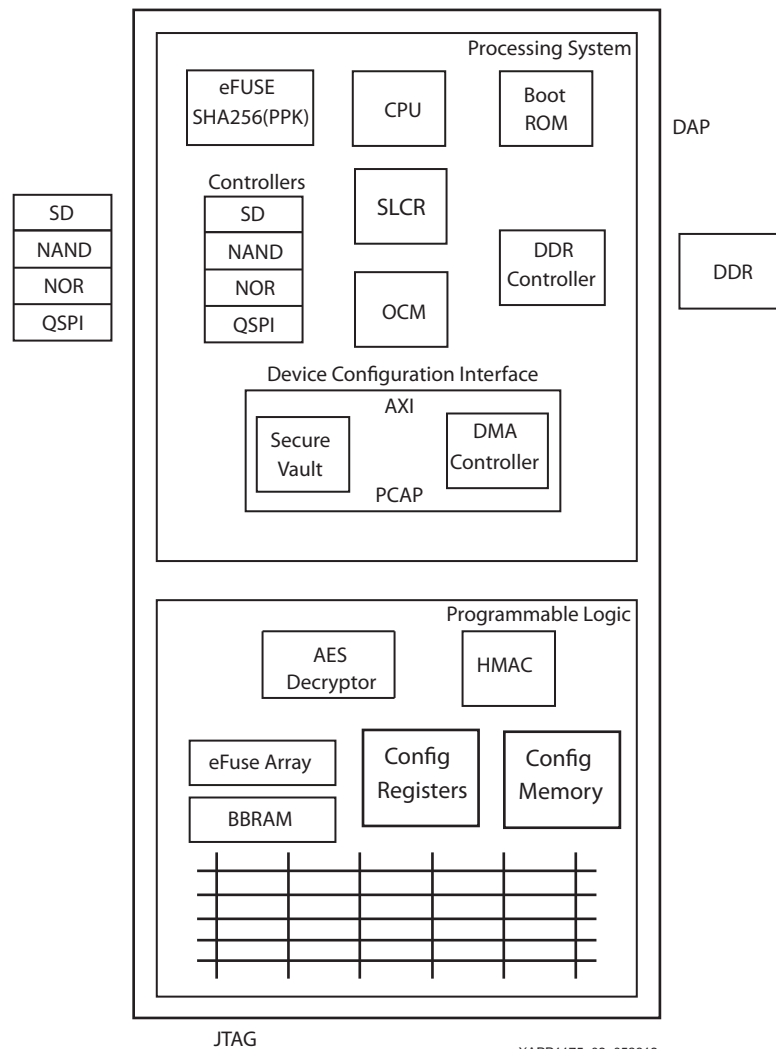 Processing System
eFUSE
SHA256(PPK)
CPU
Boot
ROM
DAP
SD
NAND
NOR
QSPI
Controllers
SD
NAND
NOR
QSPI
SLCR
OCM
DDR
Controller
DDR
Device Configuration Interface
AXI
Secure
Vault
DMA
Controller
PCAP
Programmable Logic
AES
Decryptor
HMAC
eFuse Array
BBRAM
Config
Registers
Config
Memory
JTAG